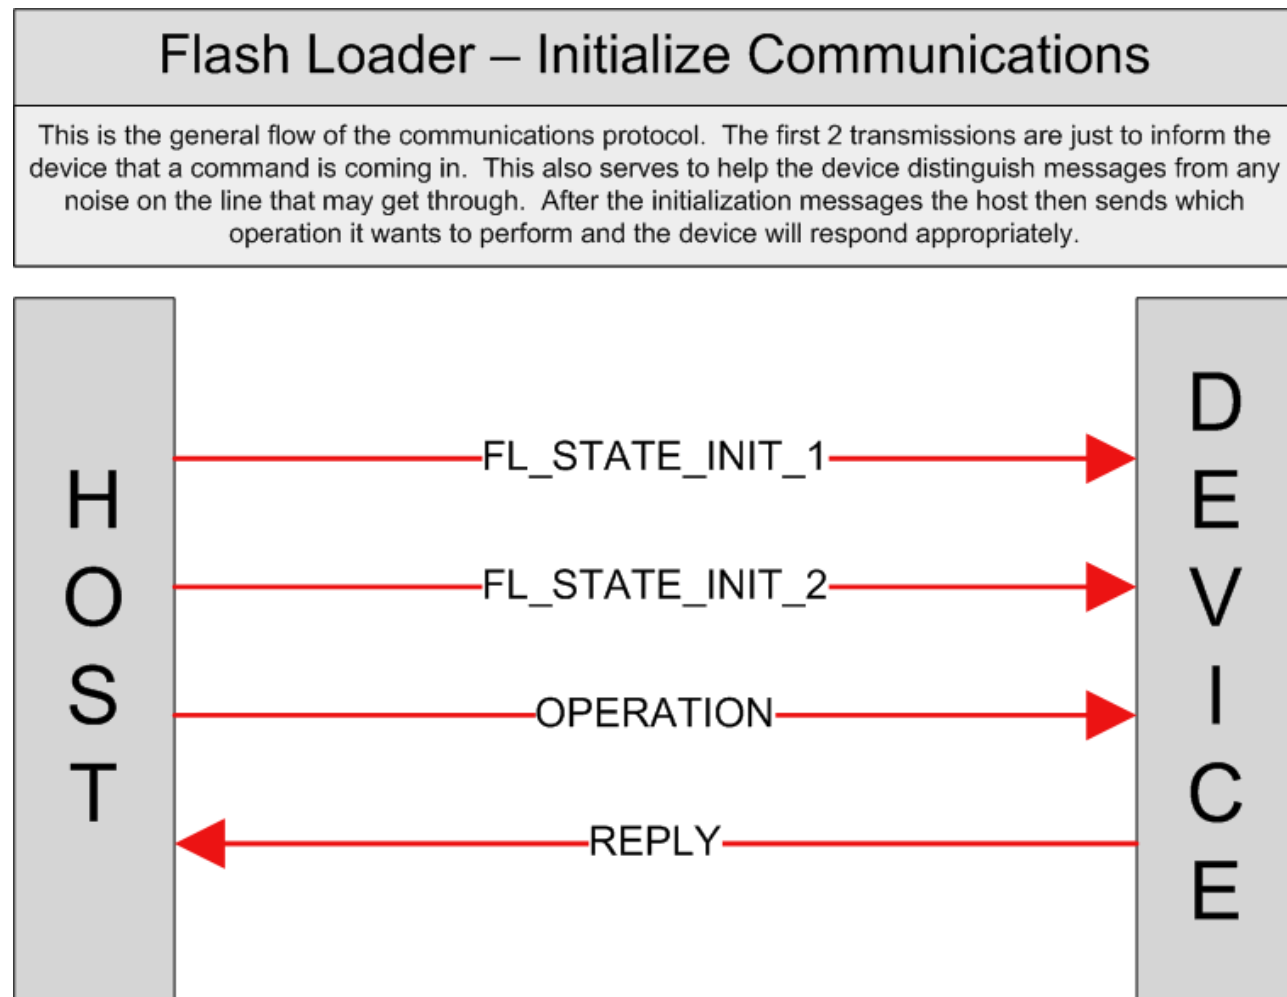 Flash Loader – Initialize Communications
This is the general flow of the communications protocol.  The first 2 transmissions are just to inform the
device that a command is coming in.  This also serves to help the device distinguish messages from any
noise on the line that may get through.  After the initialization messages the host then sends which
operation it wants to perform and the device will respond appropriately.
HOST
FL_STATE_INIT_1
FL_STATE_INIT_2
OPERATION
REPLY
DEVICE